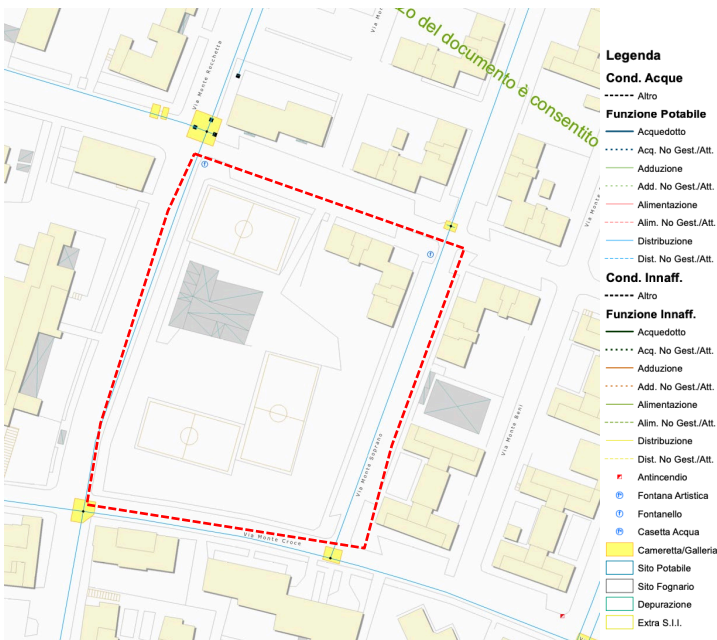 zo del documento è consentito
Via Mon
Via Monte Rocchetta
Via Monte
Via Monte Soprano
Via Monte Beni
Via Monte Croce
Legenda
Cond. Acque
Altro
Funzione Potabile
Acquedotto
Acq. No Gest./Att.
Adduzione
Add. No Gest./Att.
Alimentazione
Alim. No Gest./Att.
Distribuzione
Dist. No Gest./Att.
Cond. Innaff.
Altro
Funzione Innaff.
Acquedotto
Acq. No Gest./Att.
Adduzione
Add. No Gest./Att.
Alimentazione
Alim. No Gest./Att.
Distribuzione
Dist. No Gest./Att.
Antincendio
Fontana Artistica
Fontanello
Casetta Acqua
Cameretta/Galleria
Sito Potabile
Sito Fognario
Depurazione
Extra S.I.I.